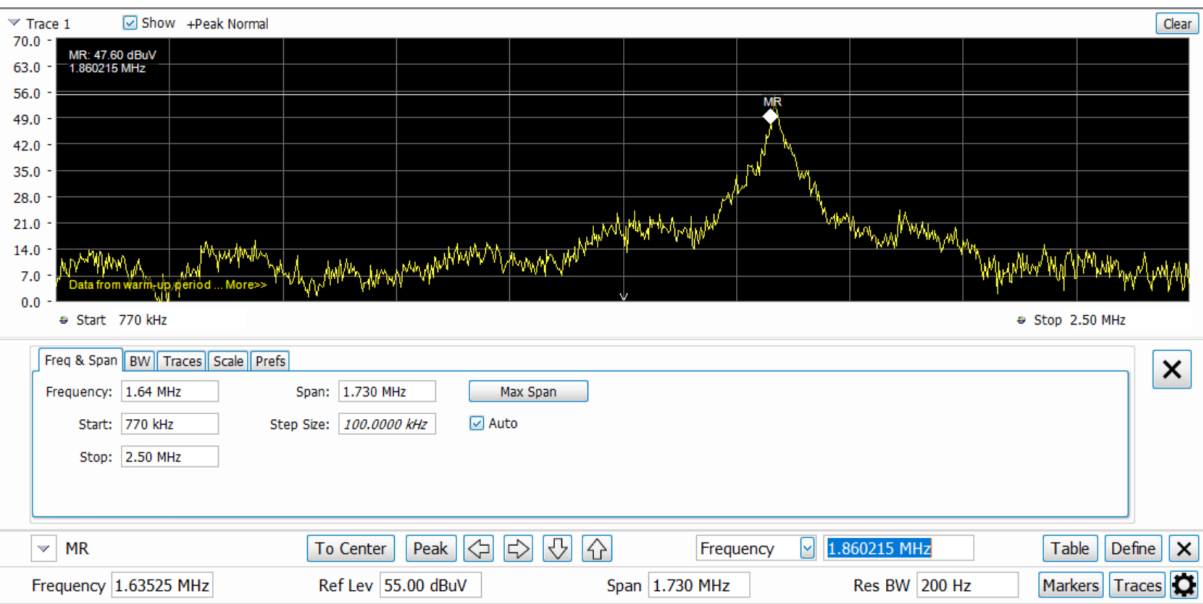 Trace 1 Show +Peak Normal Clear
70.0
MR: 47.60 dBuV
1.860215 MHz
63.0
56.0
MR
49.0
42.0
35.0
28.0
21.0
14.0
7.0
Data from warm-up period ... More>>
0.0
Start 770 kHz Stop 2.50 MHz
Freq & Span BW Traces Scale Prefs
Frequency: 1.64 MHz Span: 1.730 MHz Max Span
Start: 770 kHz Step Size: 100.0000 kHz Auto
Stop: 2.50 MHz
MR To Center Peak Frequency 1.860215 MHz Table Define
Frequency 1.63525 MHz Ref Lev 55.00 dBuV Span 1.730 MHz Res BW 200 Hz Markers Traces